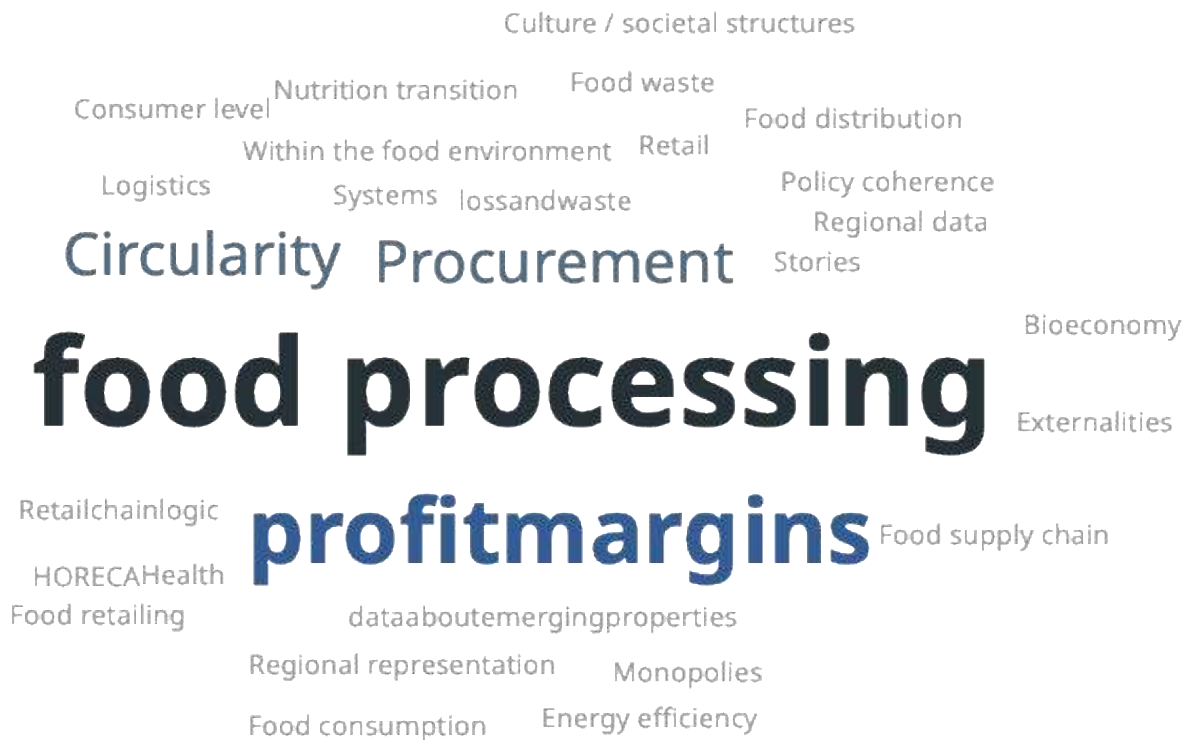 Culture / societal structures
Nutrition transition
Food waste
Consumer level
Food distribution
Within the food environment
Retail
Logistics
Systems
lossandwaste
Policy coherence
Regional data
Circularity
Procurement
Stories
Bioeconomy
food processing
Externalities
Retailchainlogic
profitmargins
Food supply chain
HORECA
Health
Food retailing
dataaboutemergingproperties
Regional representation
Monopolies
Food consumption
Energy efficiency